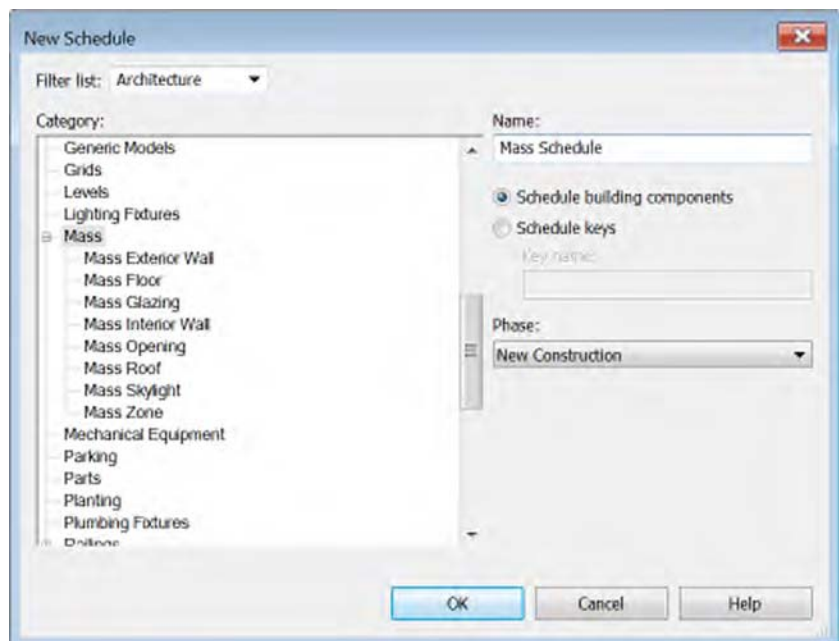 New Schedule
Filter list: Architecture
Category:
Generic Models
Grids
Levels
Lighting Fixtures
Mass
Mass Exterior Wall
Mass Floor
Mass Glazing
Mass Interior Wall
Mass Opening
Mass Roof
Mass Skylight
Mass Zone
Mechanical Equipment
Parking
Parts
Planting
Plumbing Fixtures
Railings
Name:
Mass Schedule
Schedule building components
Schedule keys
Key name:
Phase:
New Construction
OK Cancel Help